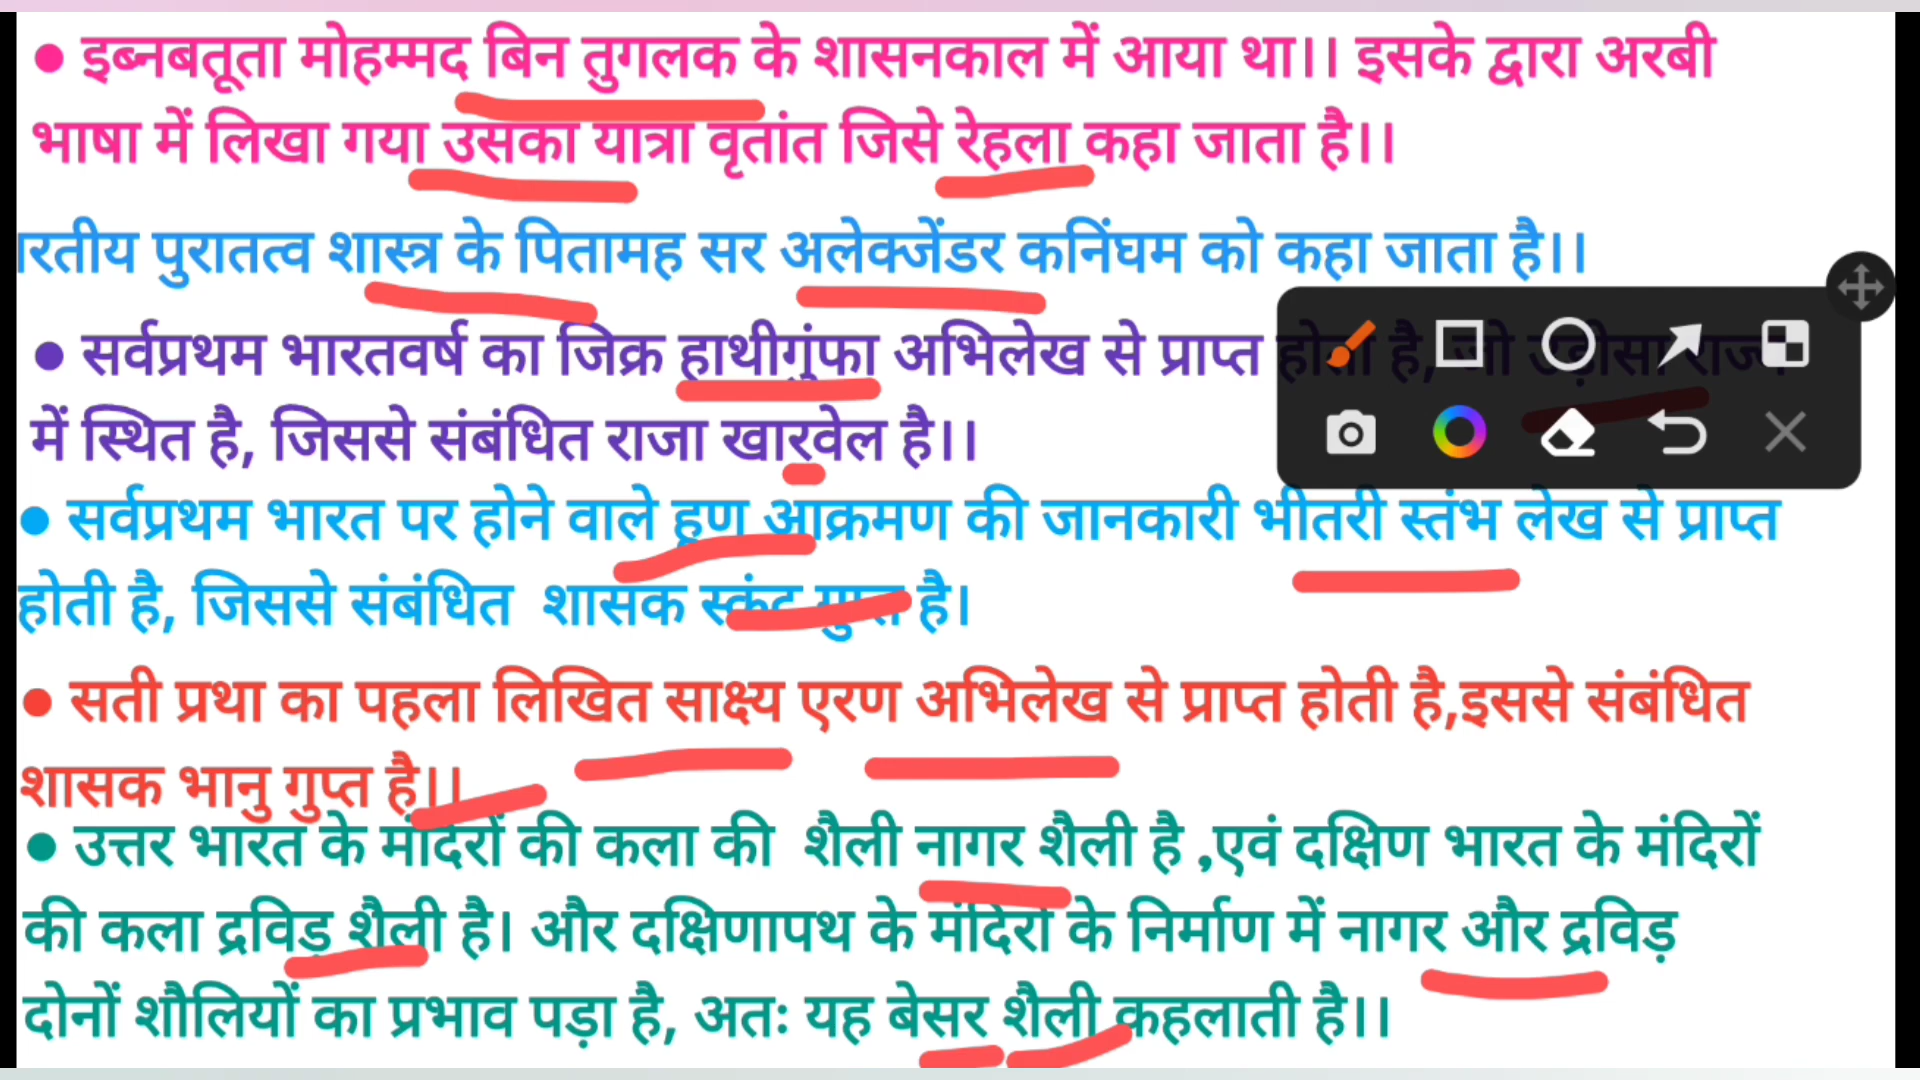 ● इब्नबतूता मोहम्मद बिन तुगलक के शासनकाल में आया था।। इसके द्वारा अरबी
भाषा में लिखा गया उसका यात्रा वृतांत जिसे रेहला कहा जाता है।।
रतीय पुरातत्व शास्त्र के पितामह सर अलेक्जेंडर कनिंघम को कहा जाता है।।
● सर्वप्रथम भारतवर्ष का जिक्र हाथीगुंफा अभिलेख से प्राप्त होता है, जो उड़ीसा राज्य
में स्थित है, जिससे संबंधित राजा खारवेल है।।
● सर्वप्रथम भारत पर होने वाले हूण आक्रमण की जानकारी भीतरी स्तंभ लेख से प्राप्त
होती है, जिससे संबंधित शासक स्कंद गुप्त है।
● सती प्रथा का पहला लिखित साक्ष्य एरण अभिलेख से प्राप्त होती है,इससे संबंधित
शासक भानु गुप्त है।।
● उत्तर भारत के मंदिरों की कला की शैली नागर शैली है ,एवं दक्षिण भारत के मंदिरों
की कला द्रविड़ शैली है। और दक्षिणापथ के मंदिरों के निर्माण में नागर और द्रविड़
दोनों शौलियों का प्रभाव पड़ा है, अतः यह बेसर शैली कहलाती है।।